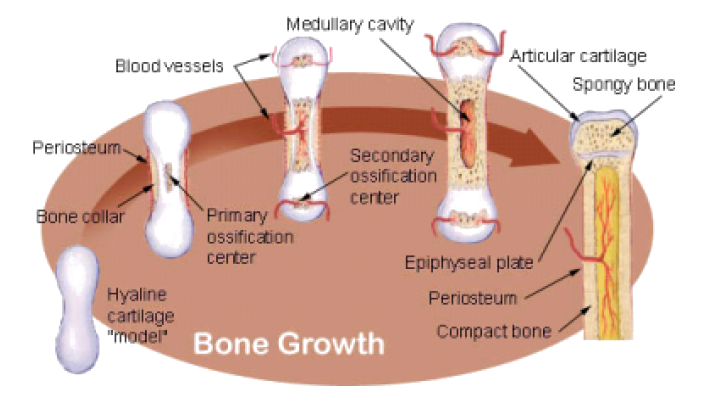 Medullary cavity
Blood vessels
Articular cartilage
Spongy bone
Periosteum
Secondary
ossification
center
Bone collar
Primary
ossification
center
Epiphyseal plate
Hyaline
cartilage
"model"
Periosteum
Compact bone
Bone Growth